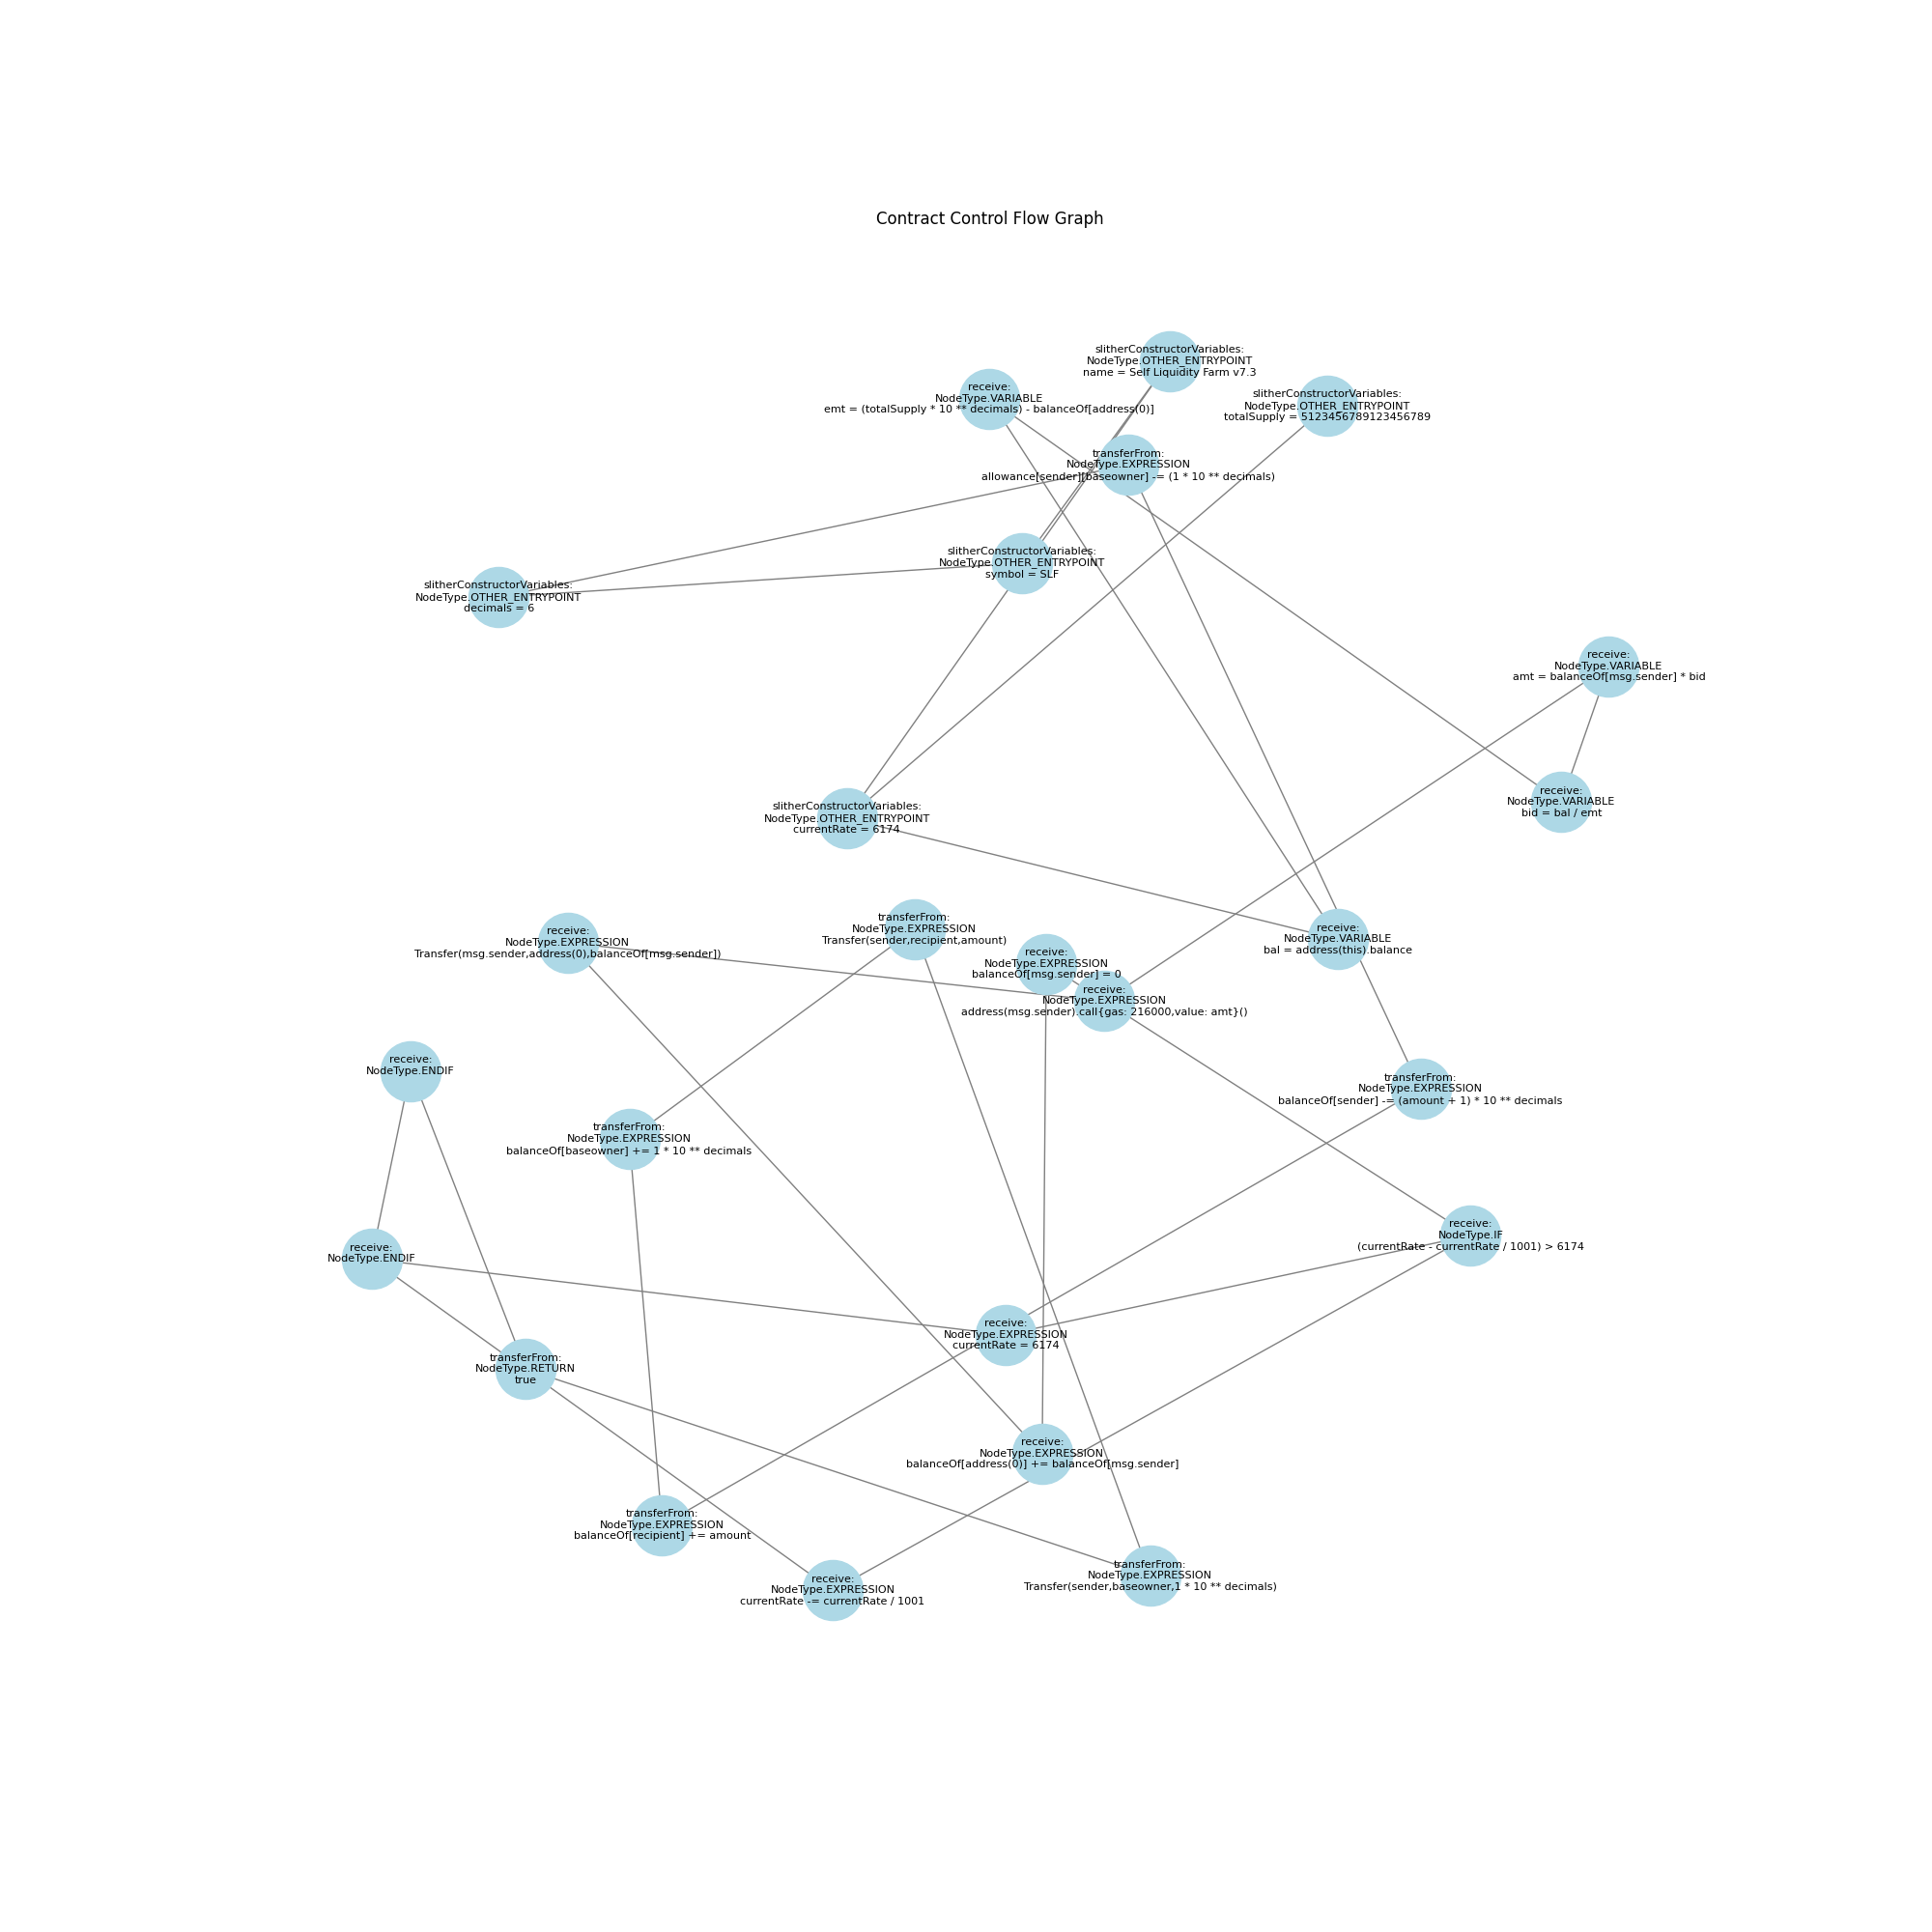 Contract Control Flow Graph
slitherConstructorVariables:
NodeType.OTHER_ENTRYPOINT
name = Self Liquidity Farm v7.3
receive:
NodeType.VARIABLE
emt = (totalSupply * 10 ** decimals) - balanceOf[address(0)]
slitherConstructorVariables:
NodeType.OTHER_ENTRYPOINT
totalSupply = 5123456789123456789
transferFrom:
NodeType.EXPRESSION
allowance[sender][baseowner] -= (1 * 10 ** decimals)
slitherConstructorVariables:
NodeType.OTHER_ENTRYPOINT
symbol = SLF
slitherConstructorVariables:
NodeType.OTHER_ENTRYPOINT
decimals = 6
receive:
NodeType.VARIABLE
amt = balanceOf[msg.sender] * bid
receive:
NodeType.VARIABLE
bid = bal / emt
slitherConstructorVariables:
NodeType.OTHER_ENTRYPOINT
currentRate = 6174
transferFrom:
NodeType.EXPRESSION
Transfer(sender,recipient,amount)
receive:
NodeType.EXPRESSION
Transfer(msg.sender,address(0),balanceOf[msg.sender])
receive:
NodeType.VARIABLE
bal = address(this).balance
receive:
NodeType.EXPRESSION
balanceOf[msg.sender] = 0
receive:
NodeType.EXPRESSION
address(msg.sender).call{gas: 216000,value: amt}()
receive:
NodeType.ENDIF
transferFrom:
NodeType.EXPRESSION
balanceOf[sender] -= (amount + 1) * 10 ** decimals
transferFrom:
NodeType.EXPRESSION
balanceOf[baseowner] += 1 * 10 ** decimals
receive:
NodeType.IF
(currentRate - currentRate / 1001) > 6174
receive:
NodeType.ENDIF
receive:
NodeType.EXPRESSION
currentRate = 6174
transferFrom:
NodeType.RETURN
true
receive:
NodeType.EXPRESSION
balanceOf[address(0)] += balanceOf[msg.sender]
transferFrom:
NodeType.EXPRESSION
balanceOf[recipient] += amount
transferFrom:
NodeType.EXPRESSION
Transfer(sender,baseowner,1 * 10 ** decimals)
receive:
NodeType.EXPRESSION
currentRate -= currentRate / 1001